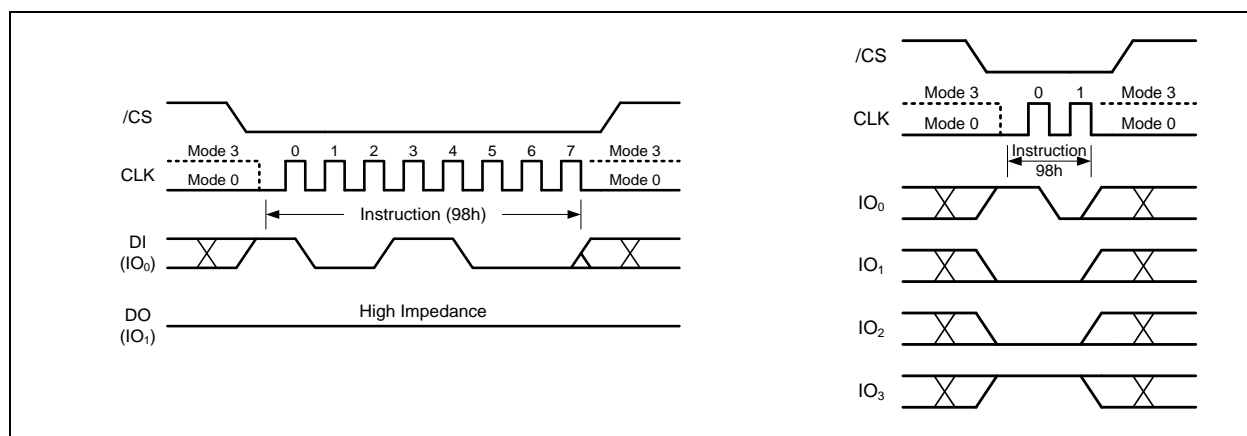 /CS
Mode 3
0 1 2 3 4 5 6 7
Mode 3
CLK
Mode 0
Mode 0
Instruction (98h)
DI
(IO₀)
DO
(IO₁)
High Impedance
/CS
Mode 3
0 1
Mode 3
CLK
Mode 0
Mode 0
Instruction
98h
IO₀
IO₁
IO₂
IO₃